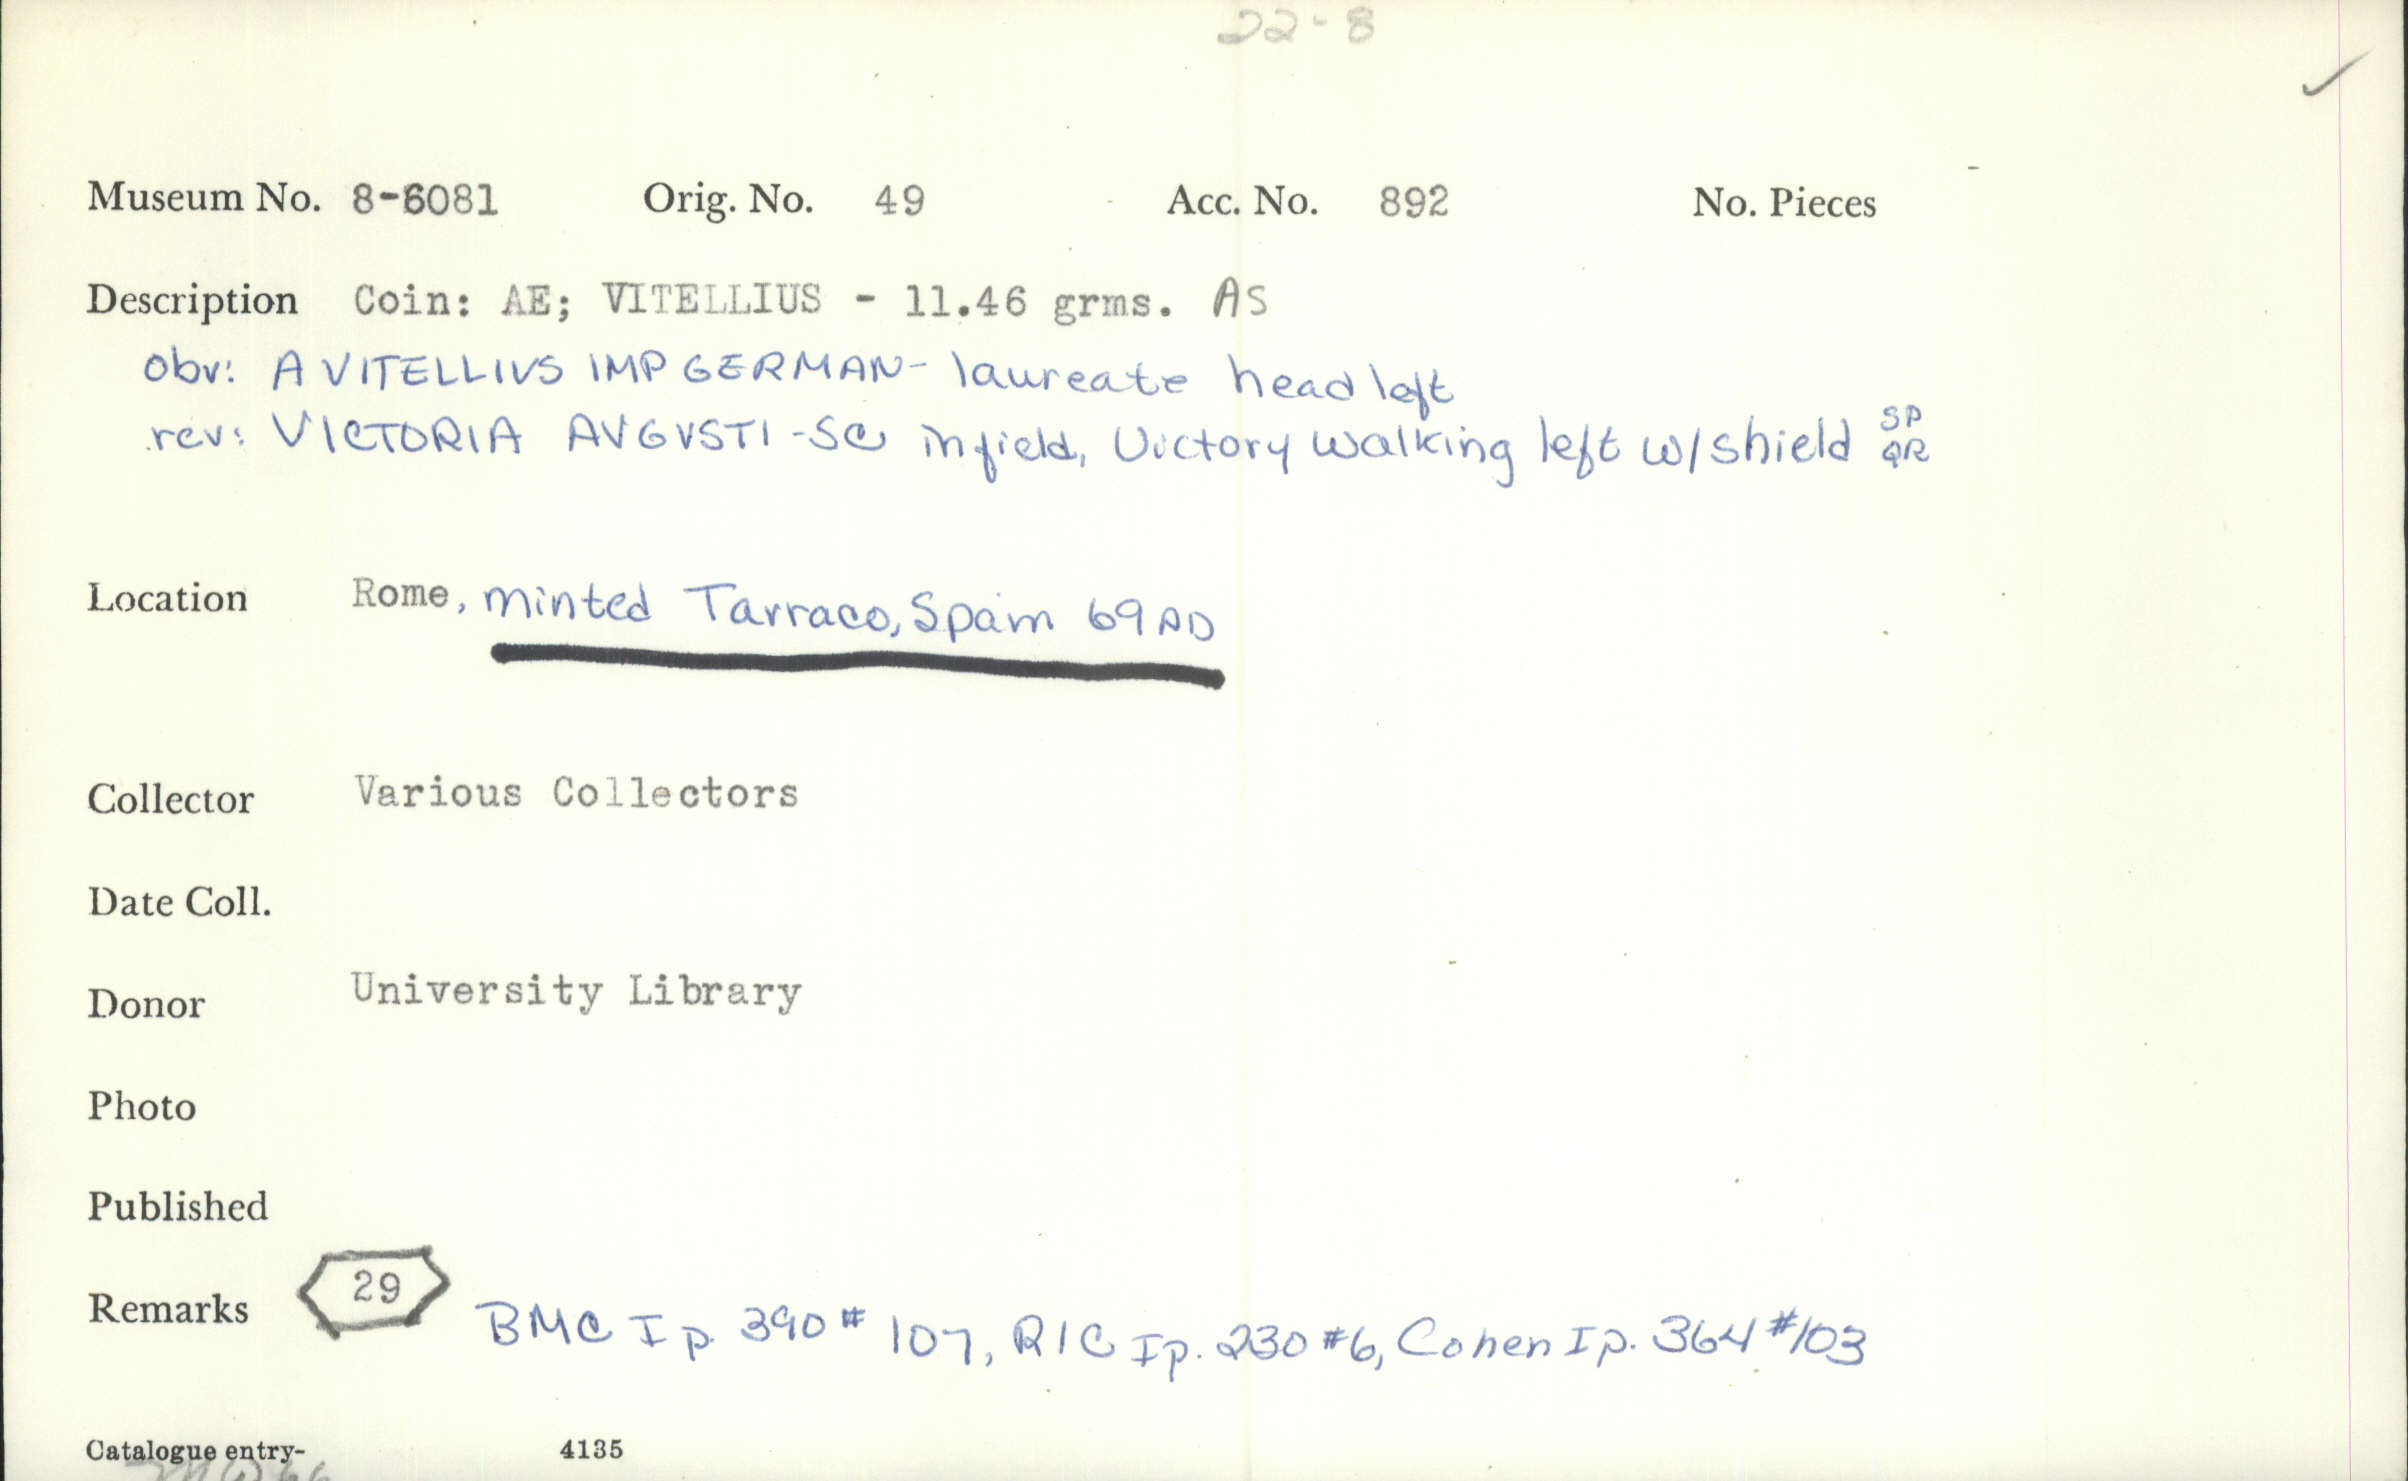 22-8
Museum No. 8-6081 Orig. No. 49 Acc. No. 892 No. Pieces
Description Coin: AE; VITELLIUS - 11.46 grms. AS
obv: A VITELLIVS IMP GERMAN- laureate head left
rev: VICTORIA AVGVSTI -SC in field, Victory walking left w/shield SP
QR
Location Rome, minted Tarraco, Spain 69 AD
Collector Various Collectors
Date Coll.
Donor University Library
Photo
Published
Remarks 29 BMC I p. 390 # 107, RIC I p. 230 #6, Cohen I p. 364 #103
Catalogue entry- 4135